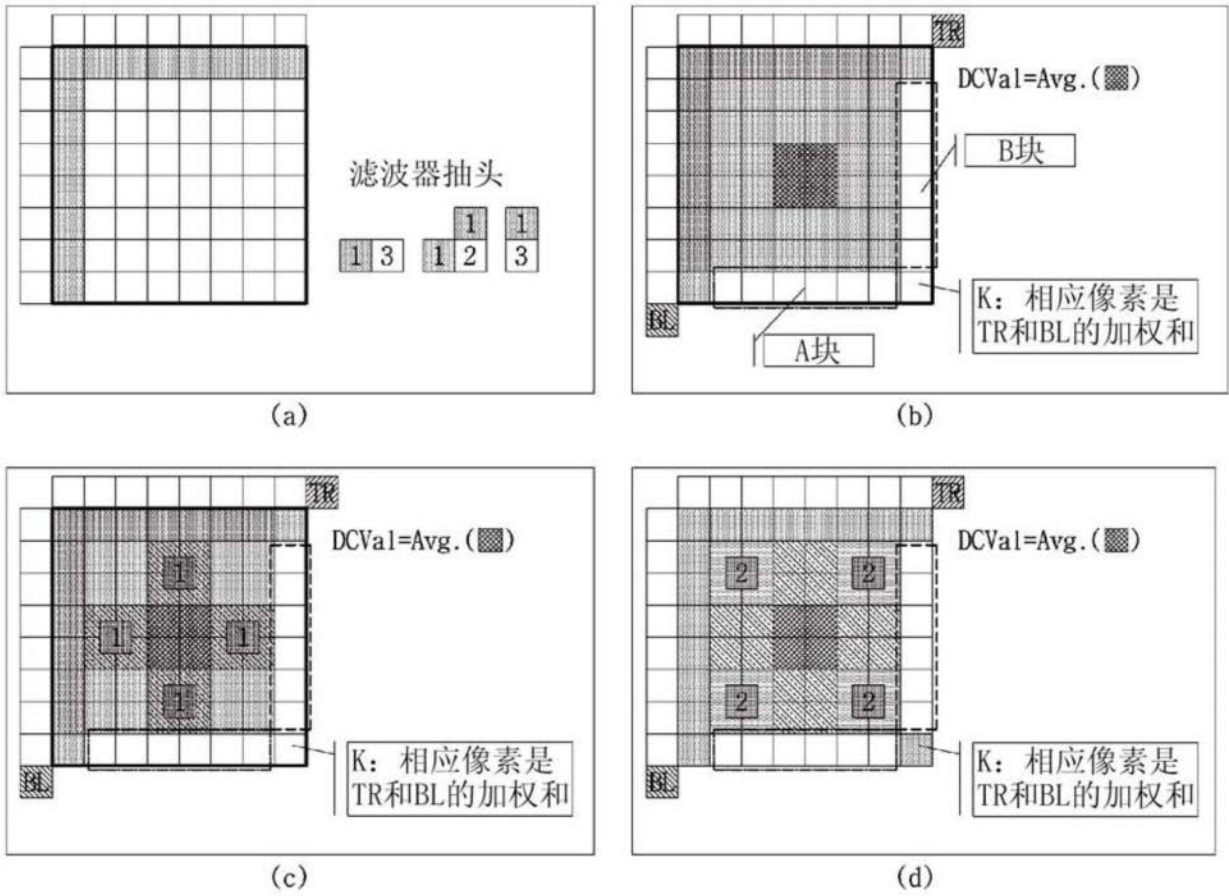 滤波器抽头
1 3
1
1 2
1
3
(a)
TR
DCVal=Avg.( )
B块
K: 相应像素是
TR和BL的加权和
BL
A块
(b)
TR
DCVal=Avg.( )
1
1 1
1
K: 相应像素是
TR和BL的加权和
BL
(c)
TR
DCVal=Avg.( )
2 2
2 2
K: 相应像素是
TR和BL的加权和
BL
(d)